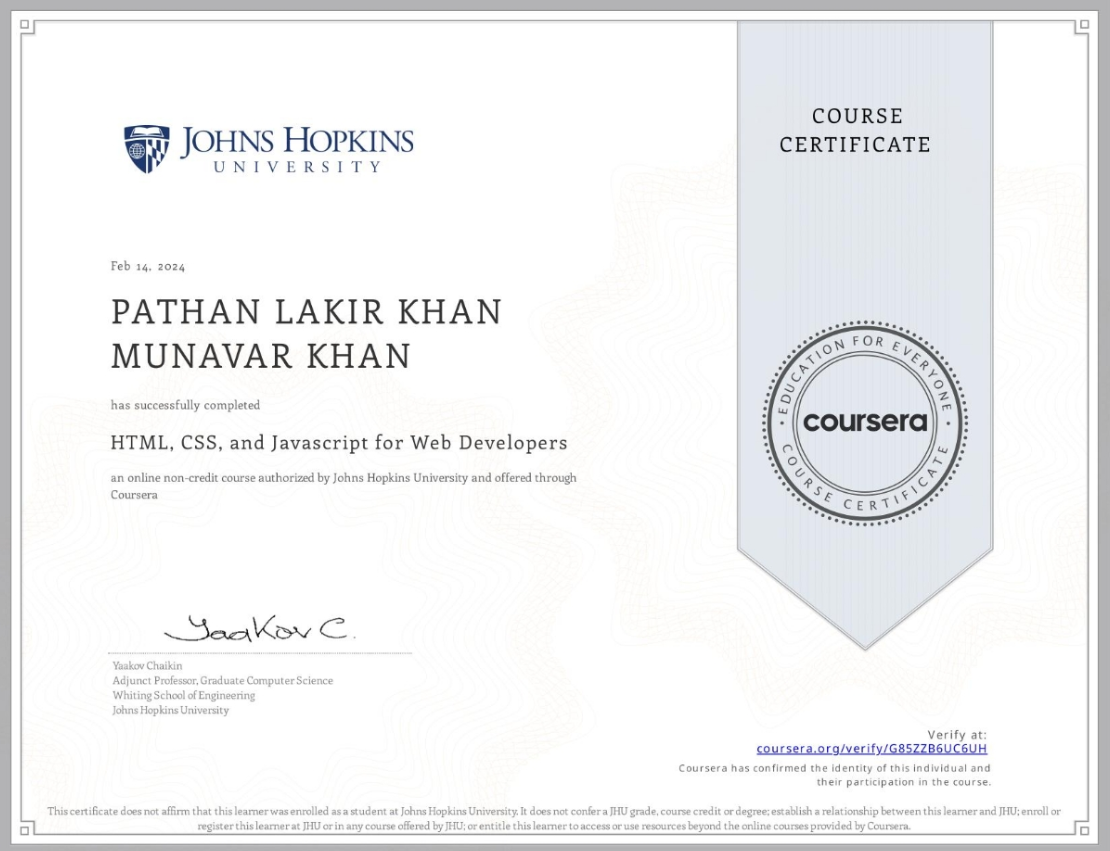 JOHNS HOPKINS
UNIVERSITY
COURSE
CERTIFICATE
Feb 14, 2024
PATHAN LAKIR KHAN
MUNAVAR KHAN
has successfully completed
HTML, CSS, and Javascript for Web Developers
an online non-credit course authorized by Johns Hopkins University and offered through
Coursera
EDUCATION FOR EVERYONE
coursera
COURSE CERTIFICATE
Yaakov C.
Yaakov Chaikin
Adjunct Professor, Graduate Computer Science
Whiting School of Engineering
Johns Hopkins University
Verify at:
coursera.org/verify/G85ZZB6UC6UH
Coursera has confirmed the identity of this individual and
their participation in the course.
This certificate does not affirm that this learner was enrolled as a student at Johns Hopkins University. It does not confer a JHU grade, course credit or degree; establish a relationship between this learner and JHU; enroll or
register this learner at JHU or in any course offered by JHU; or entitle this learner to access or use resources beyond the online courses provided by Coursera.